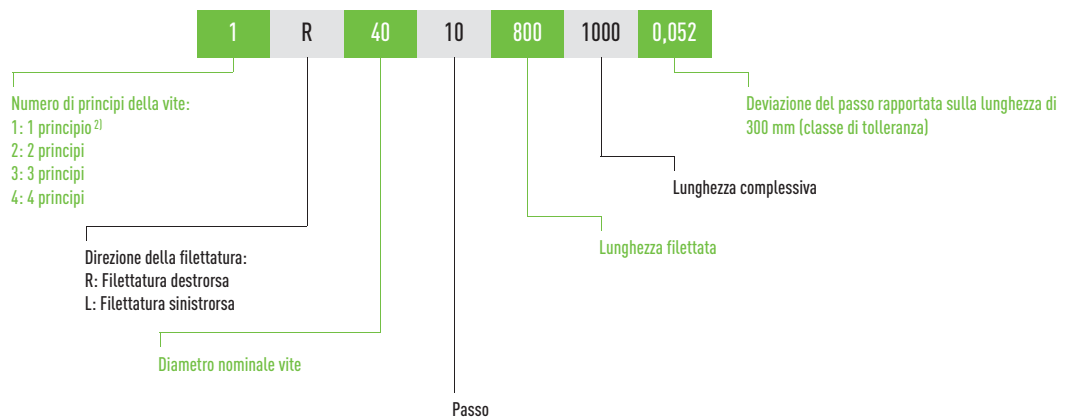 1 R 40 10 800 1000 0,052
Numero di principi della vite:
1: 1 principio 2)
2: 2 principi
3: 3 principi
4: 4 principi
Deviazione del passo rapportata sulla lunghezza di
300 mm (classe di tolleranza)
Lunghezza complessiva
Lunghezza filettata
Direzione della filettatura:
R: Filettatura destrorsa
L: Filettatura sinistrorsa
Diametro nominale vite
Passo